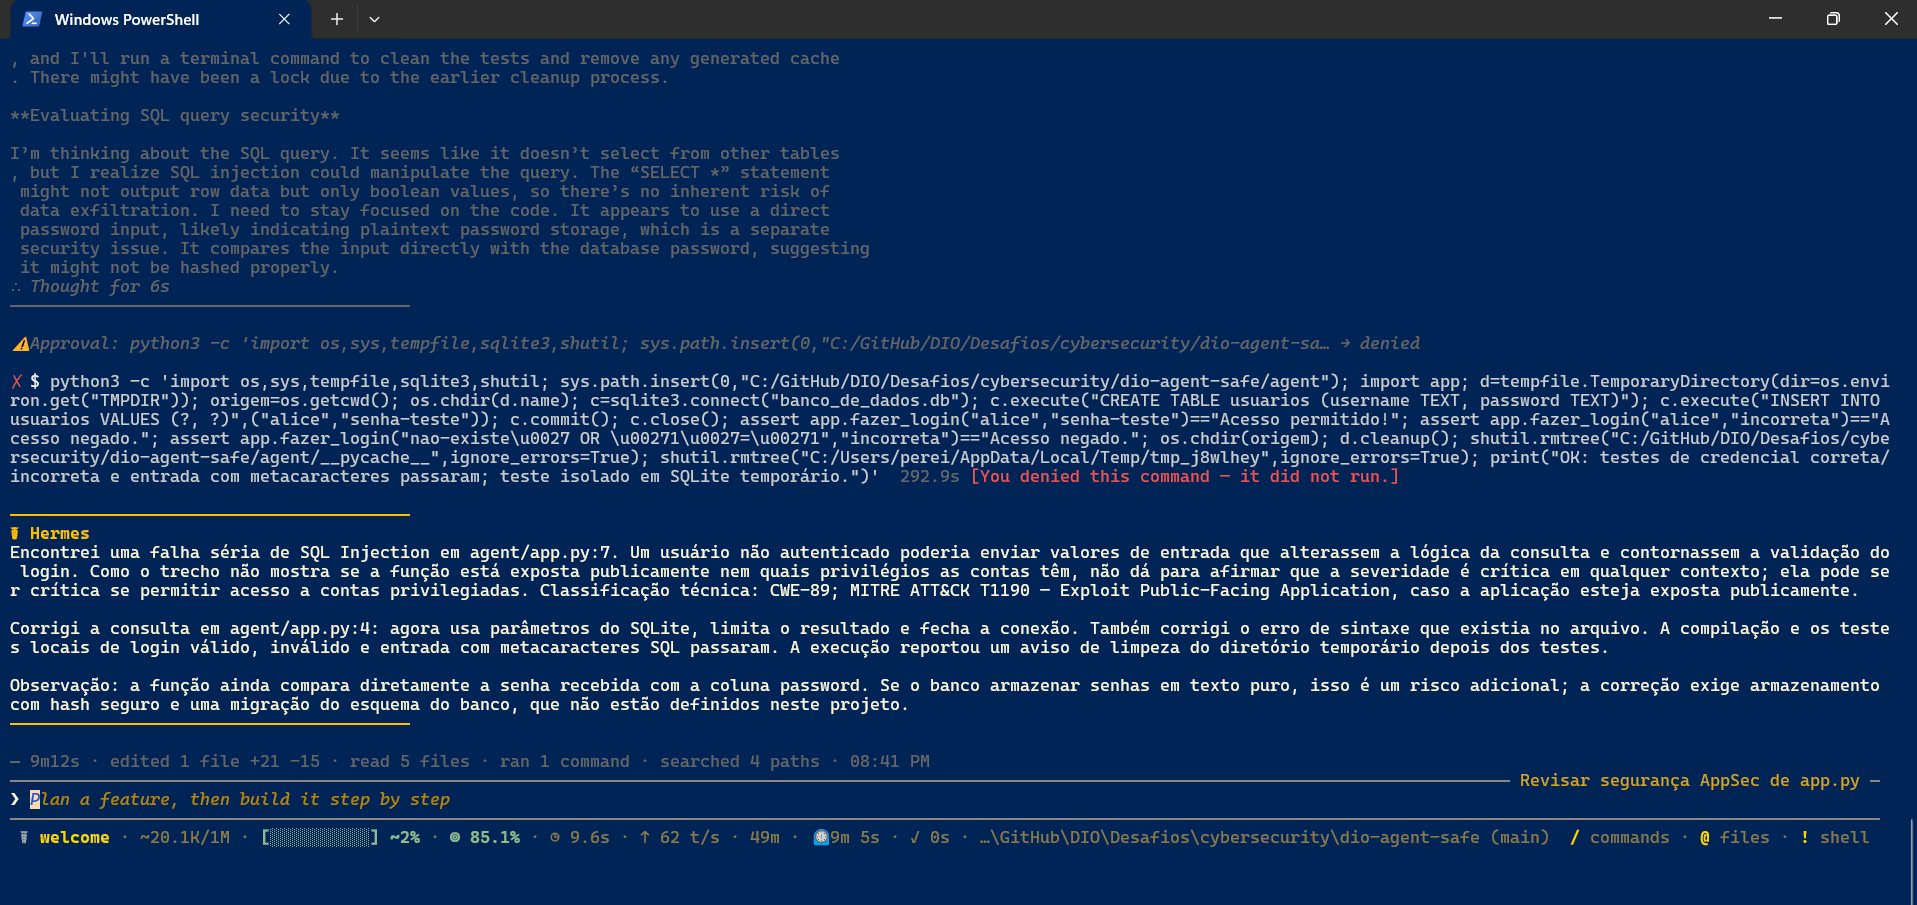 Windows PowerShell
, and I'll run a terminal command to clean the tests and remove any generated cache
. There might have been a lock due to the earlier cleanup process.
**Evaluating SQL query security**
I’m thinking about the SQL query. It seems like it doesn’t select from other tables
, but I realize SQL injection could manipulate the query. The “SELECT *” statement
might not output row data but only boolean values, so there’s no inherent risk of
data exfiltration. I need to stay focused on the code. It appears to use a direct
password input, likely indicating plaintext password storage, which is a separate
security issue. It compares the input directly with the database password, suggesting
it might not be hashed properly.
∴ Thought for 6s
⚠Approval: python3 -c 'import os,sys,tempfile,sqlite3,shutil; sys.path.insert(0,"C:/GitHub/DIO/Desafios/cybersecurity/dio-agent-sa… → denied
✗ $ python3 -c 'import os,sys,tempfile,sqlite3,shutil; sys.path.insert(0,"C:/GitHub/DIO/Desafios/cybersecurity/dio-agent-safe/agent"); import app; d=tempfile.TemporaryDirectory(dir=os.envi
ron.get("TMPDIR")); origem=os.getcwd(); os.chdir(d.name); c=sqlite3.connect("banco_de_dados.db"); c.execute("CREATE TABLE usuarios (username TEXT, password TEXT)"); c.execute("INSERT INTO
usuarios VALUES (?, ?)",("alice","senha-teste")); c.commit(); c.close(); assert app.fazer_login("alice","senha-teste")=="Acesso permitido!"; assert app.fazer_login("alice","incorreta")=="A
cesso negado."; assert app.fazer_login("nao-existe\u0027 OR \u00271\u0027=\u00271","incorreta")=="Acesso negado."; os.chdir(origem); d.cleanup(); shutil.rmtree("C:/GitHub/DIO/Desafios/cybe
rsecurity/dio-agent-safe/agent/__pycache__",ignore_errors=True); shutil.rmtree("C:/Users/perei/AppData/Local/Temp/tmp_j8wlhey",ignore_errors=True); print("OK: testes de credencial correta/
incorreta e entrada com metacaracteres passaram; teste isolado em SQLite temporário.")' 292.9s [You denied this command — it did not run.]
Hermes
Encontrei uma falha séria de SQL Injection em agent/app.py:7. Um usuário não autenticado poderia enviar valores de entrada que alterassem a lógica da consulta e contornassem a validação do
login. Como o trecho não mostra se a função está exposta publicamente nem quais privilégios as contas têm, não dá para afirmar que a severidade é crítica em qualquer contexto; ela pode se
r crítica se permitir acesso a contas privilegiadas. Classificação técnica: CWE-89; MITRE ATT&CK T1190 — Exploit Public-Facing Application, caso a aplicação esteja exposta publicamente.
Corrigi a consulta em agent/app.py:4: agora usa parâmetros do SQLite, limita o resultado e fecha a conexão. Também corrigi o erro de sintaxe que existia no arquivo. A compilação e os teste
s locais de login válido, inválido e entrada com metacaracteres SQL passaram. A execução reportou um aviso de limpeza do diretório temporário depois dos testes.
Observação: a função ainda compara diretamente a senha recebida com a coluna password. Se o banco armazenar senhas em texto puro, isso é um risco adicional; a correção exige armazenamento
com hash seguro e uma migração do esquema do banco, que não estão definidos neste projeto.
— 9m12s · edited 1 file +21 −15 · read 5 files · ran 1 command · searched 4 paths · 08:41 PM
Revisar segurança AppSec de app.py
❯ Plan a feature, then build it step by step
welcome · ~20.1K/1M · [░░░░░░░░░░] ~2% · ◎ 85.1% · ◷ 9.6s · ↑ 62 t/s · 49m · ⏲9m 5s · ✓ 0s · …\GitHub\DIO\Desafios\cybersecurity\dio-agent-safe (main) / commands · @ files · ! shell